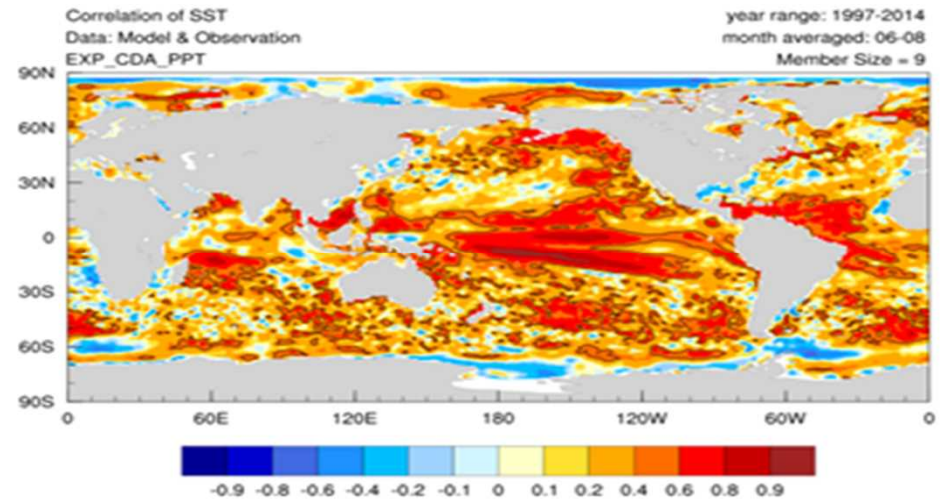 Correlation of SST
year range: 1997-2014
Data: Model & Observation
month averaged: 06-08
EXP_CDA_PPT
Member Size = 9
90N
60N
30N
0
30S
60S
90S
0 60E 120E 180 120W 60W 0
-0.9 -0.8 -0.6 -0.4 -0.2 -0.1 0 0.1 0.2 0.4 0.6 0.8 0.9